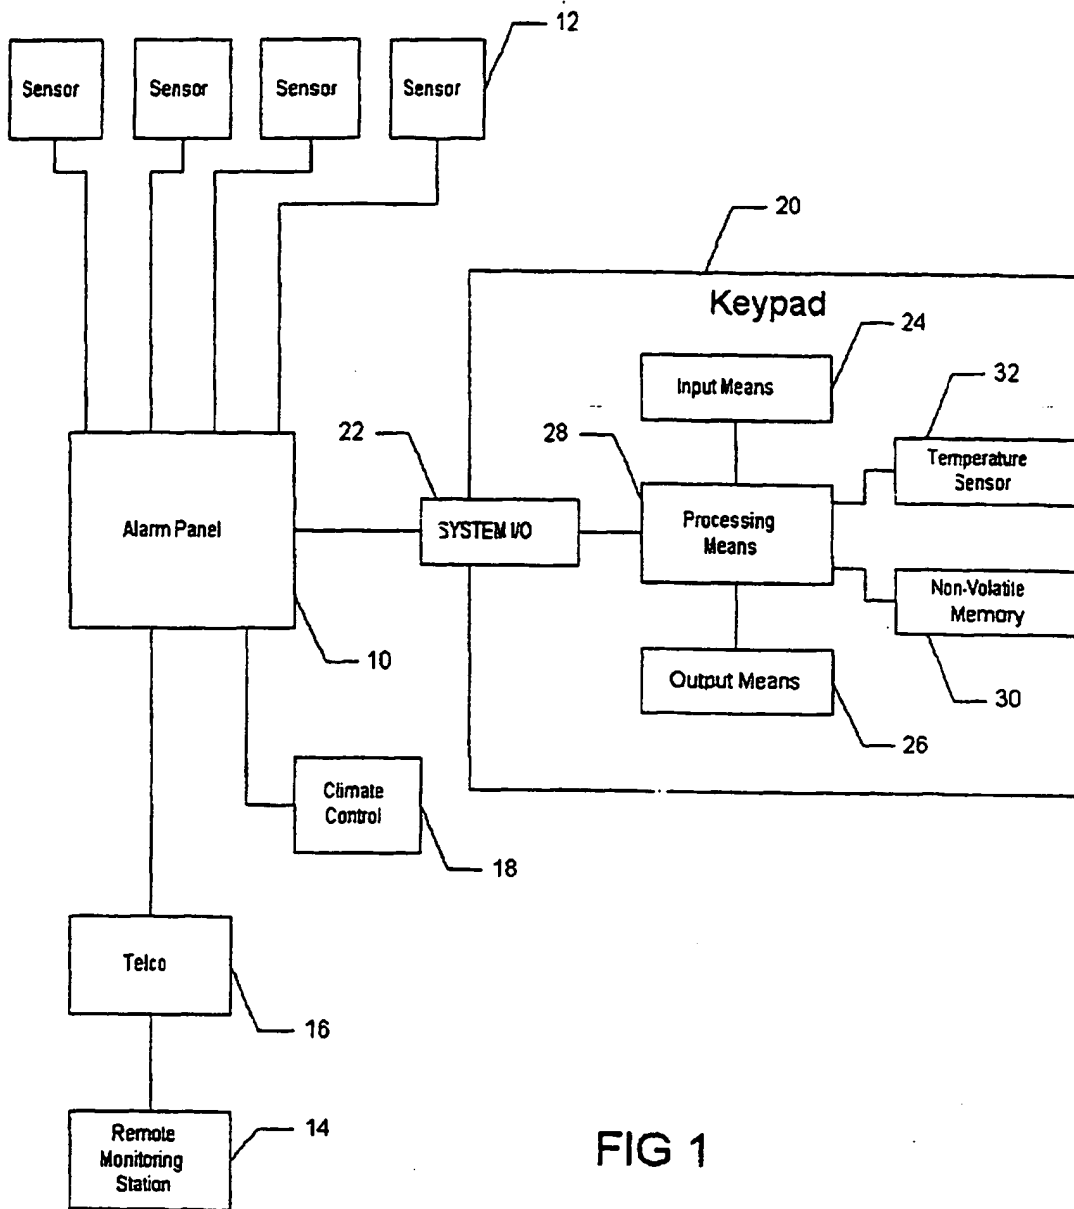 12
Sensor Sensor Sensor Sensor
20
Keypad
24
Input Means
32
22
28
Temperature
Sensor
Alarm Panel
SYSTEM I/O
Processing
Means
Non-Volatile
Memory
10
Output Means
30
26
Climate
Control
18
Telco
16
Remote
Monitoring
Station
14
FIG 1